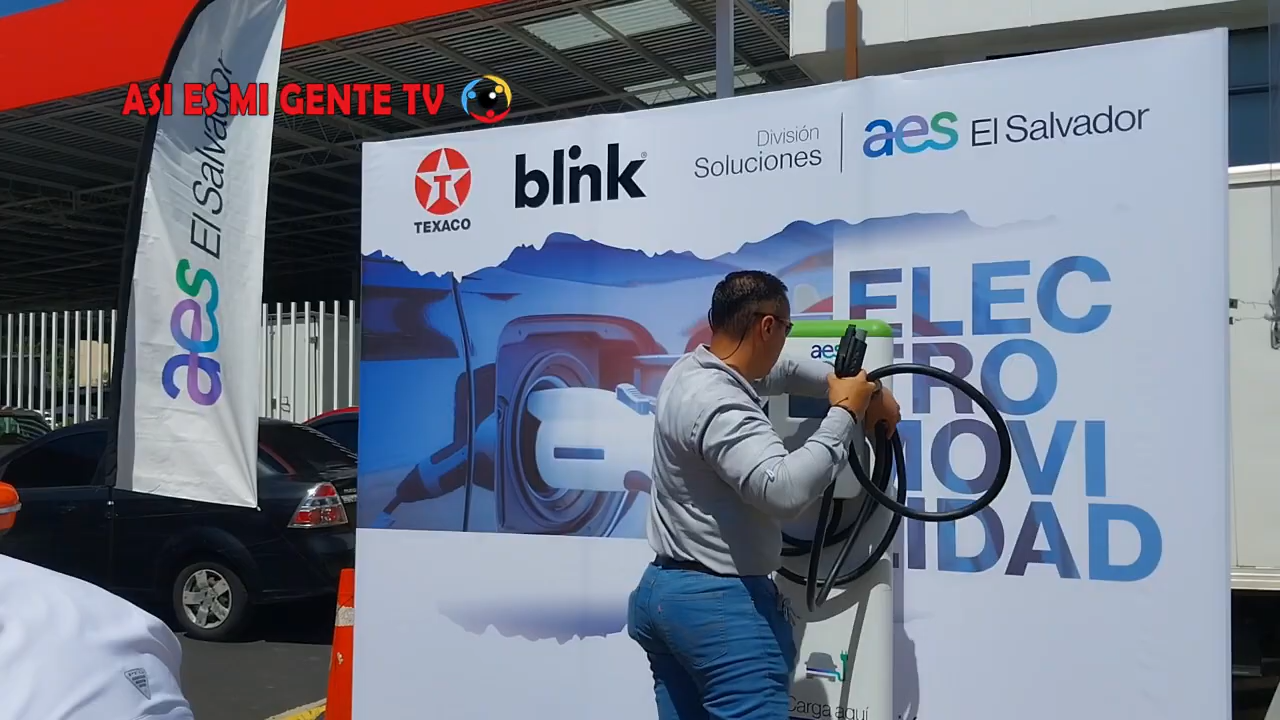 ASI ES MI GENTE TV
aes El Salvador
TEXACO
blink
División
Soluciones
aes El Salvador
ELEC
TRO
MOVI
LIDAD
aes
Carga aquí